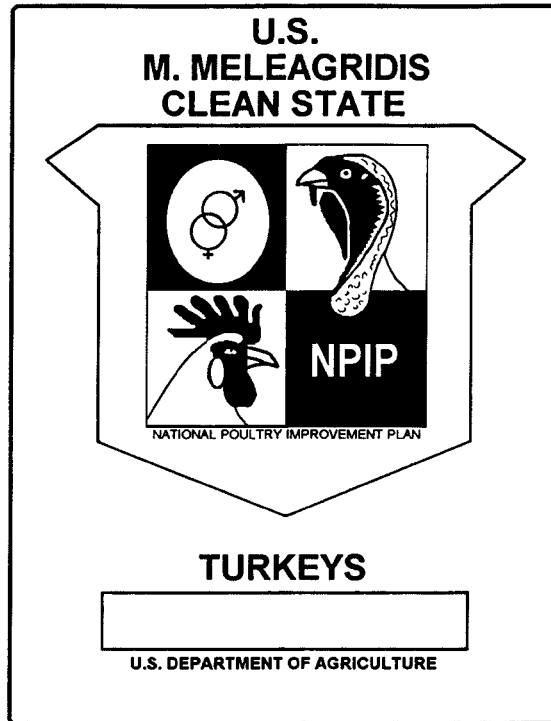 U.S.
M. MELEAGRIDIS
CLEAN STATE
NPIP
NATIONAL POULTRY IMPROVEMENT PLAN
TURKEYS
U.S. DEPARTMENT OF AGRICULTURE